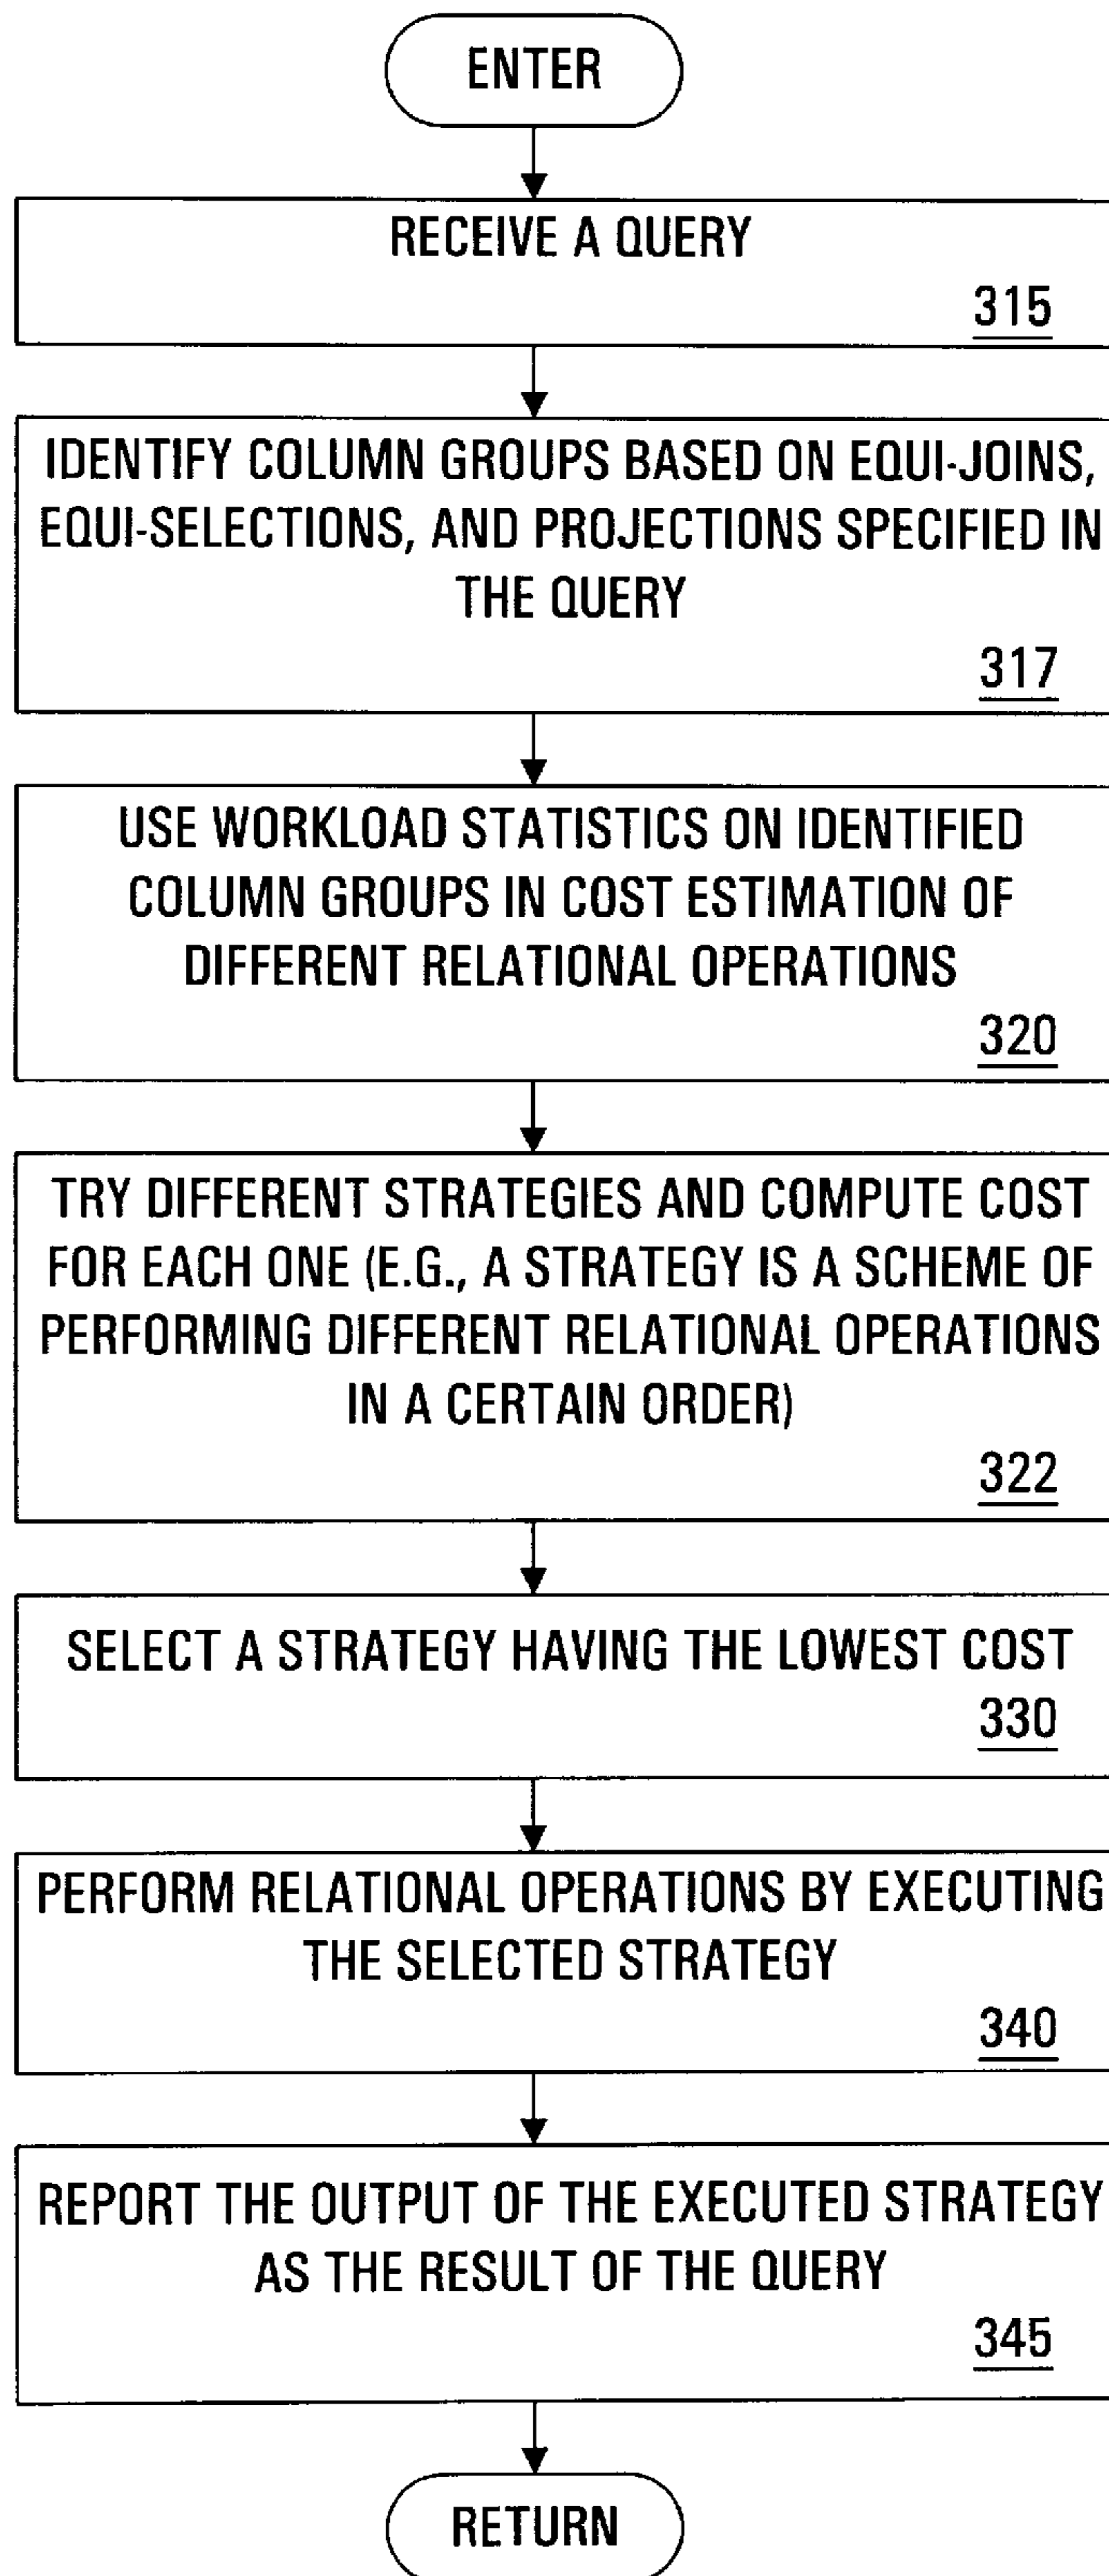 ENTER
RECEIVE A QUERY
315
IDENTIFY COLUMN GROUPS BASED ON EQUI-JOINS,
EQUI-SELECTIONS, AND PROJECTIONS SPECIFIED IN
THE QUERY
317
USE WORKLOAD STATISTICS ON IDENTIFIED
COLUMN GROUPS IN COST ESTIMATION OF
DIFFERENT RELATIONAL OPERATIONS
320
TRY DIFFERENT STRATEGIES AND COMPUTE COST
FOR EACH ONE (E.G., A STRATEGY IS A SCHEME OF
PERFORMING DIFFERENT RELATIONAL OPERATIONS
IN A CERTAIN ORDER)
322
SELECT A STRATEGY HAVING THE LOWEST COST
330
PERFORM RELATIONAL OPERATIONS BY EXECUTING
THE SELECTED STRATEGY
340
REPORT THE OUTPUT OF THE EXECUTED STRATEGY
AS THE RESULT OF THE QUERY
345
RETURN